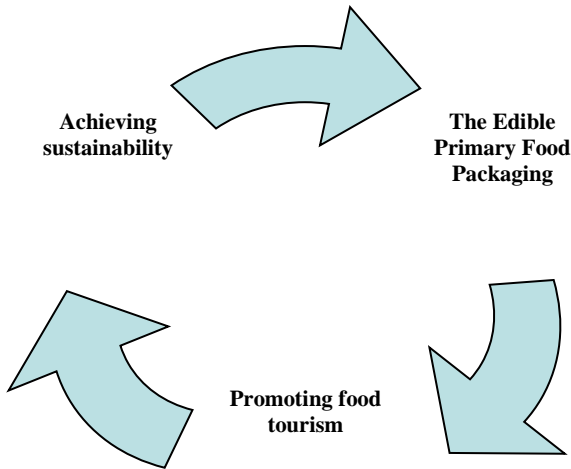 Achieving
sustainability
The Edible
Primary Food
Packaging
Promoting food
tourism